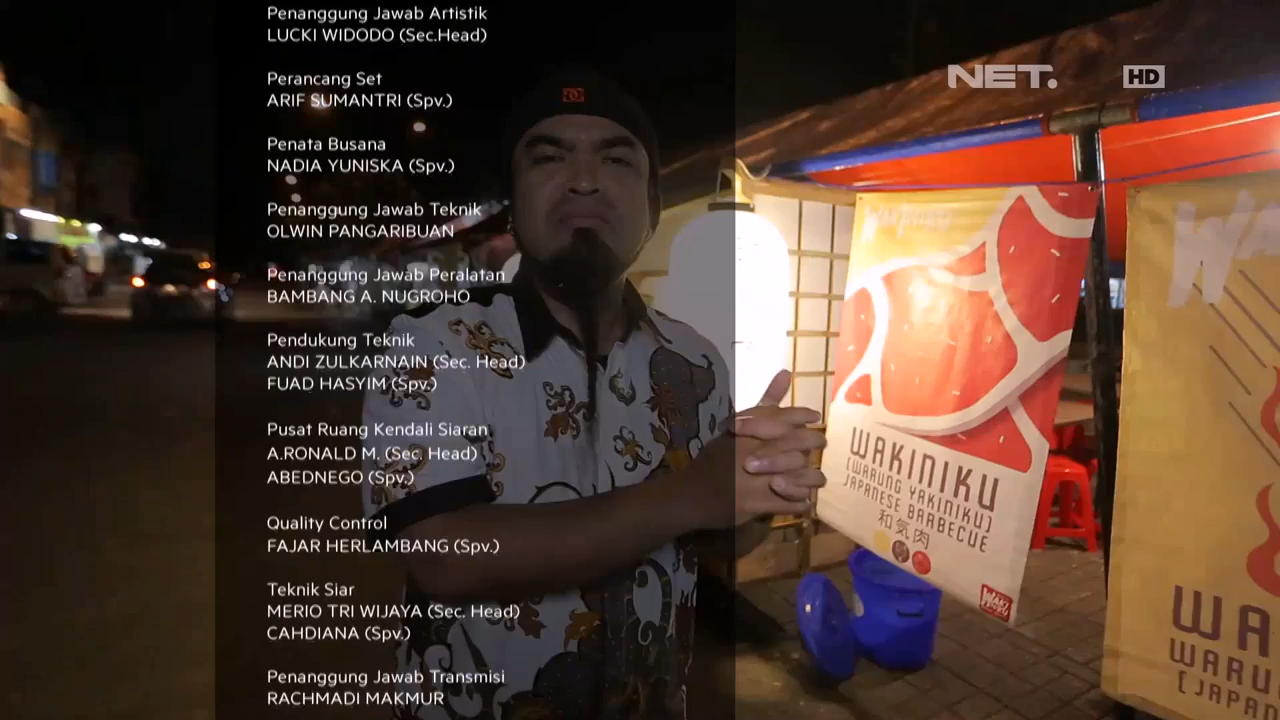 Penanggung Jawab Artistik
LUCKI WIDODO (Sec.Head)
Perancang Set
ARIF SUMANTRI (Spv.)
Penata Busana
NADIA YUNISKA (Spv.)
Penanggung Jawab Teknik
OLWIN PANGARIBUAN
Penanggung Jawab Peralatan
BAMBANG A. NUGROHO
Pendukung Teknik
ANDI ZULKARNAIN (Sec. Head)
FUAD HASYIM (Spv.)
Pusat Ruang Kendali Siaran
A.RONALD M. (Sec. Head)
ABEDNEGO (Spv.)
Quality Control
FAJAR HERLAMBANG (Spv.)
Teknik Siar
MERIO TRI WIJAYA (Sec. Head)
CAHDIANA (Spv.)
Penanggung Jawab Transmisi
RACHMADI MAKMUR
NET.
HD
WAKINIKU
(WARUNG YAKINIKU)
JAPANESE BARBECUE
和気肉
WA
WARU
(JAPAN